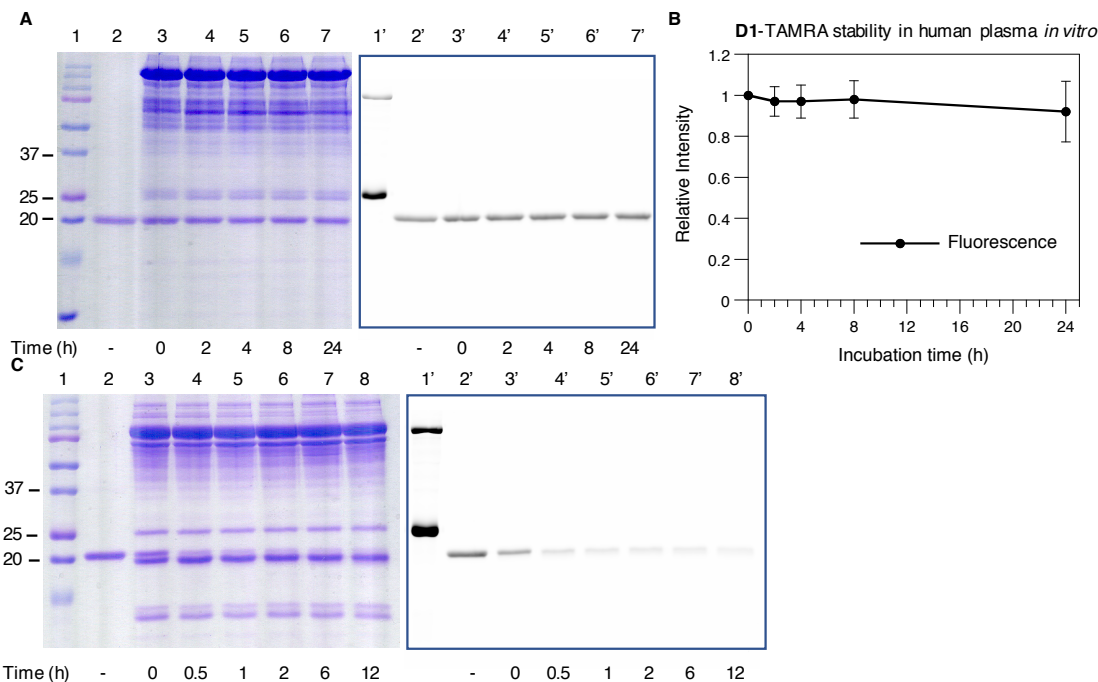 A
1 2 3 4 5 6 7 1’ 2’ 3’ 4’ 5’ 6’ 7’
37
25
20
Time (h) - 0 2 4 8 24 - 0 2 4 8 24
B
D1-TAMRA stability in human plasma in vitro
1.2
1
0.8
0.6
0.4
0.2
0
Relative Intensity
Fluorescence
0 4 8 12 16 20 24
Incubation time (h)
C
1 2 3 4 5 6 7 8 1’ 2’ 3’ 4’ 5’ 6’ 7’ 8’
37
25
20
Time (h) - 0 0.5 1 2 6 12 - 0 0.5 1 2 6 12